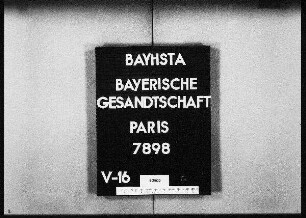 BAYHSTA
BAYERISCHE
GESANDTSCHAFT
PARIS
7898
V-16